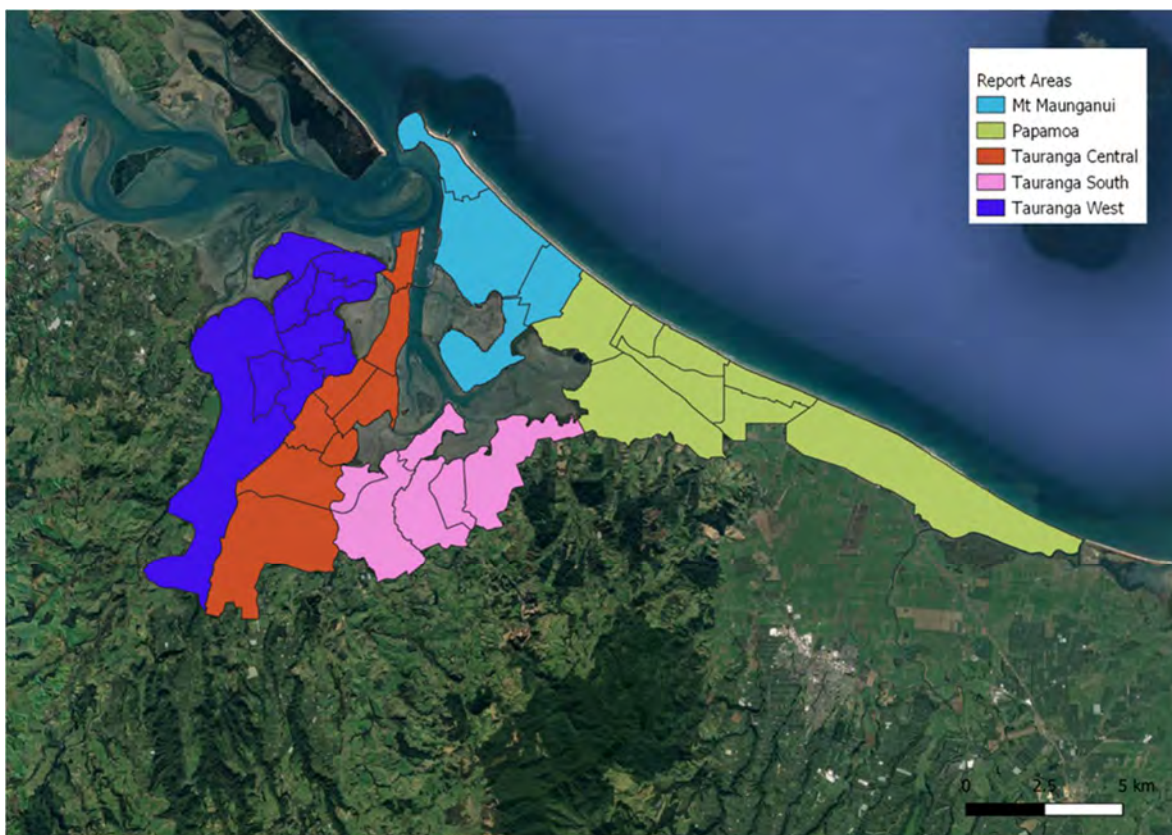 Report Areas
Mt Maunganui
Papamoa
Tauranga Central
Tauranga South
Tauranga West
0 2.5 5 km